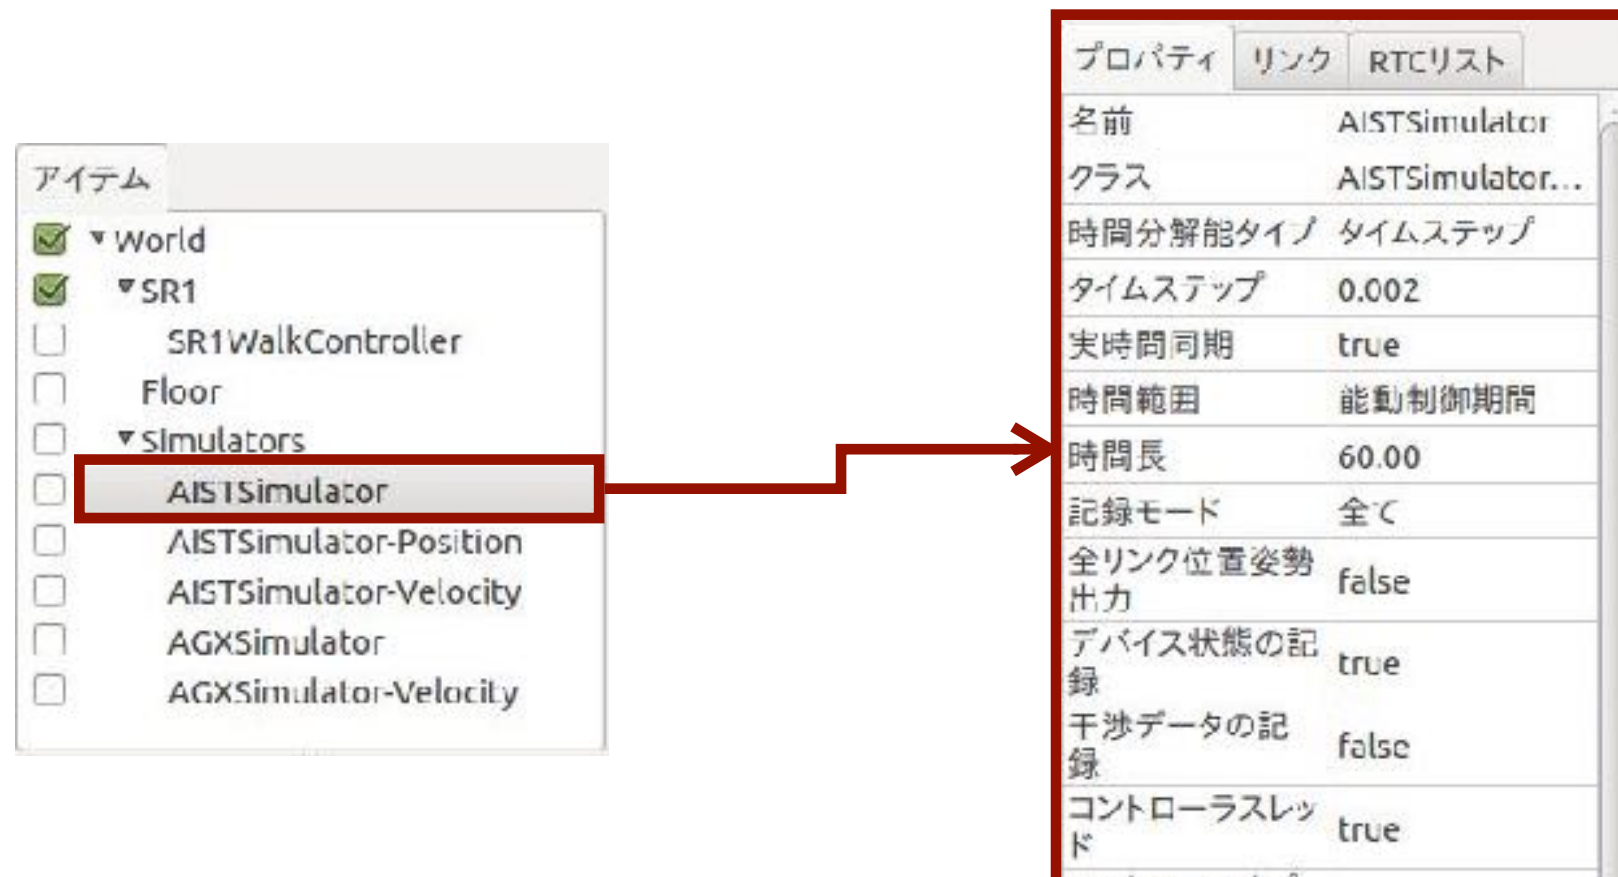 アイテム
World
SR1
SR1WalkController
Floor
Simulators
AISTSimulator
AISTSimulator-Position
AISTSimulator-Velocity
AGXSimulator
AGXSimulator-Velocity
プロパティ リンク RTCリスト
名前 AISTSimulator
クラス AISTSimulator...
時間分解能タイプ タイムステップ
タイムステップ 0.002
実時間同期 true
時間範囲 能動制御期間
時間長 60.00
記録モード 全て
全リンク位置姿勢
出力 false
デバイス状態の記
録 true
干渉データの記
録 false
コントローラスレッ
ド true